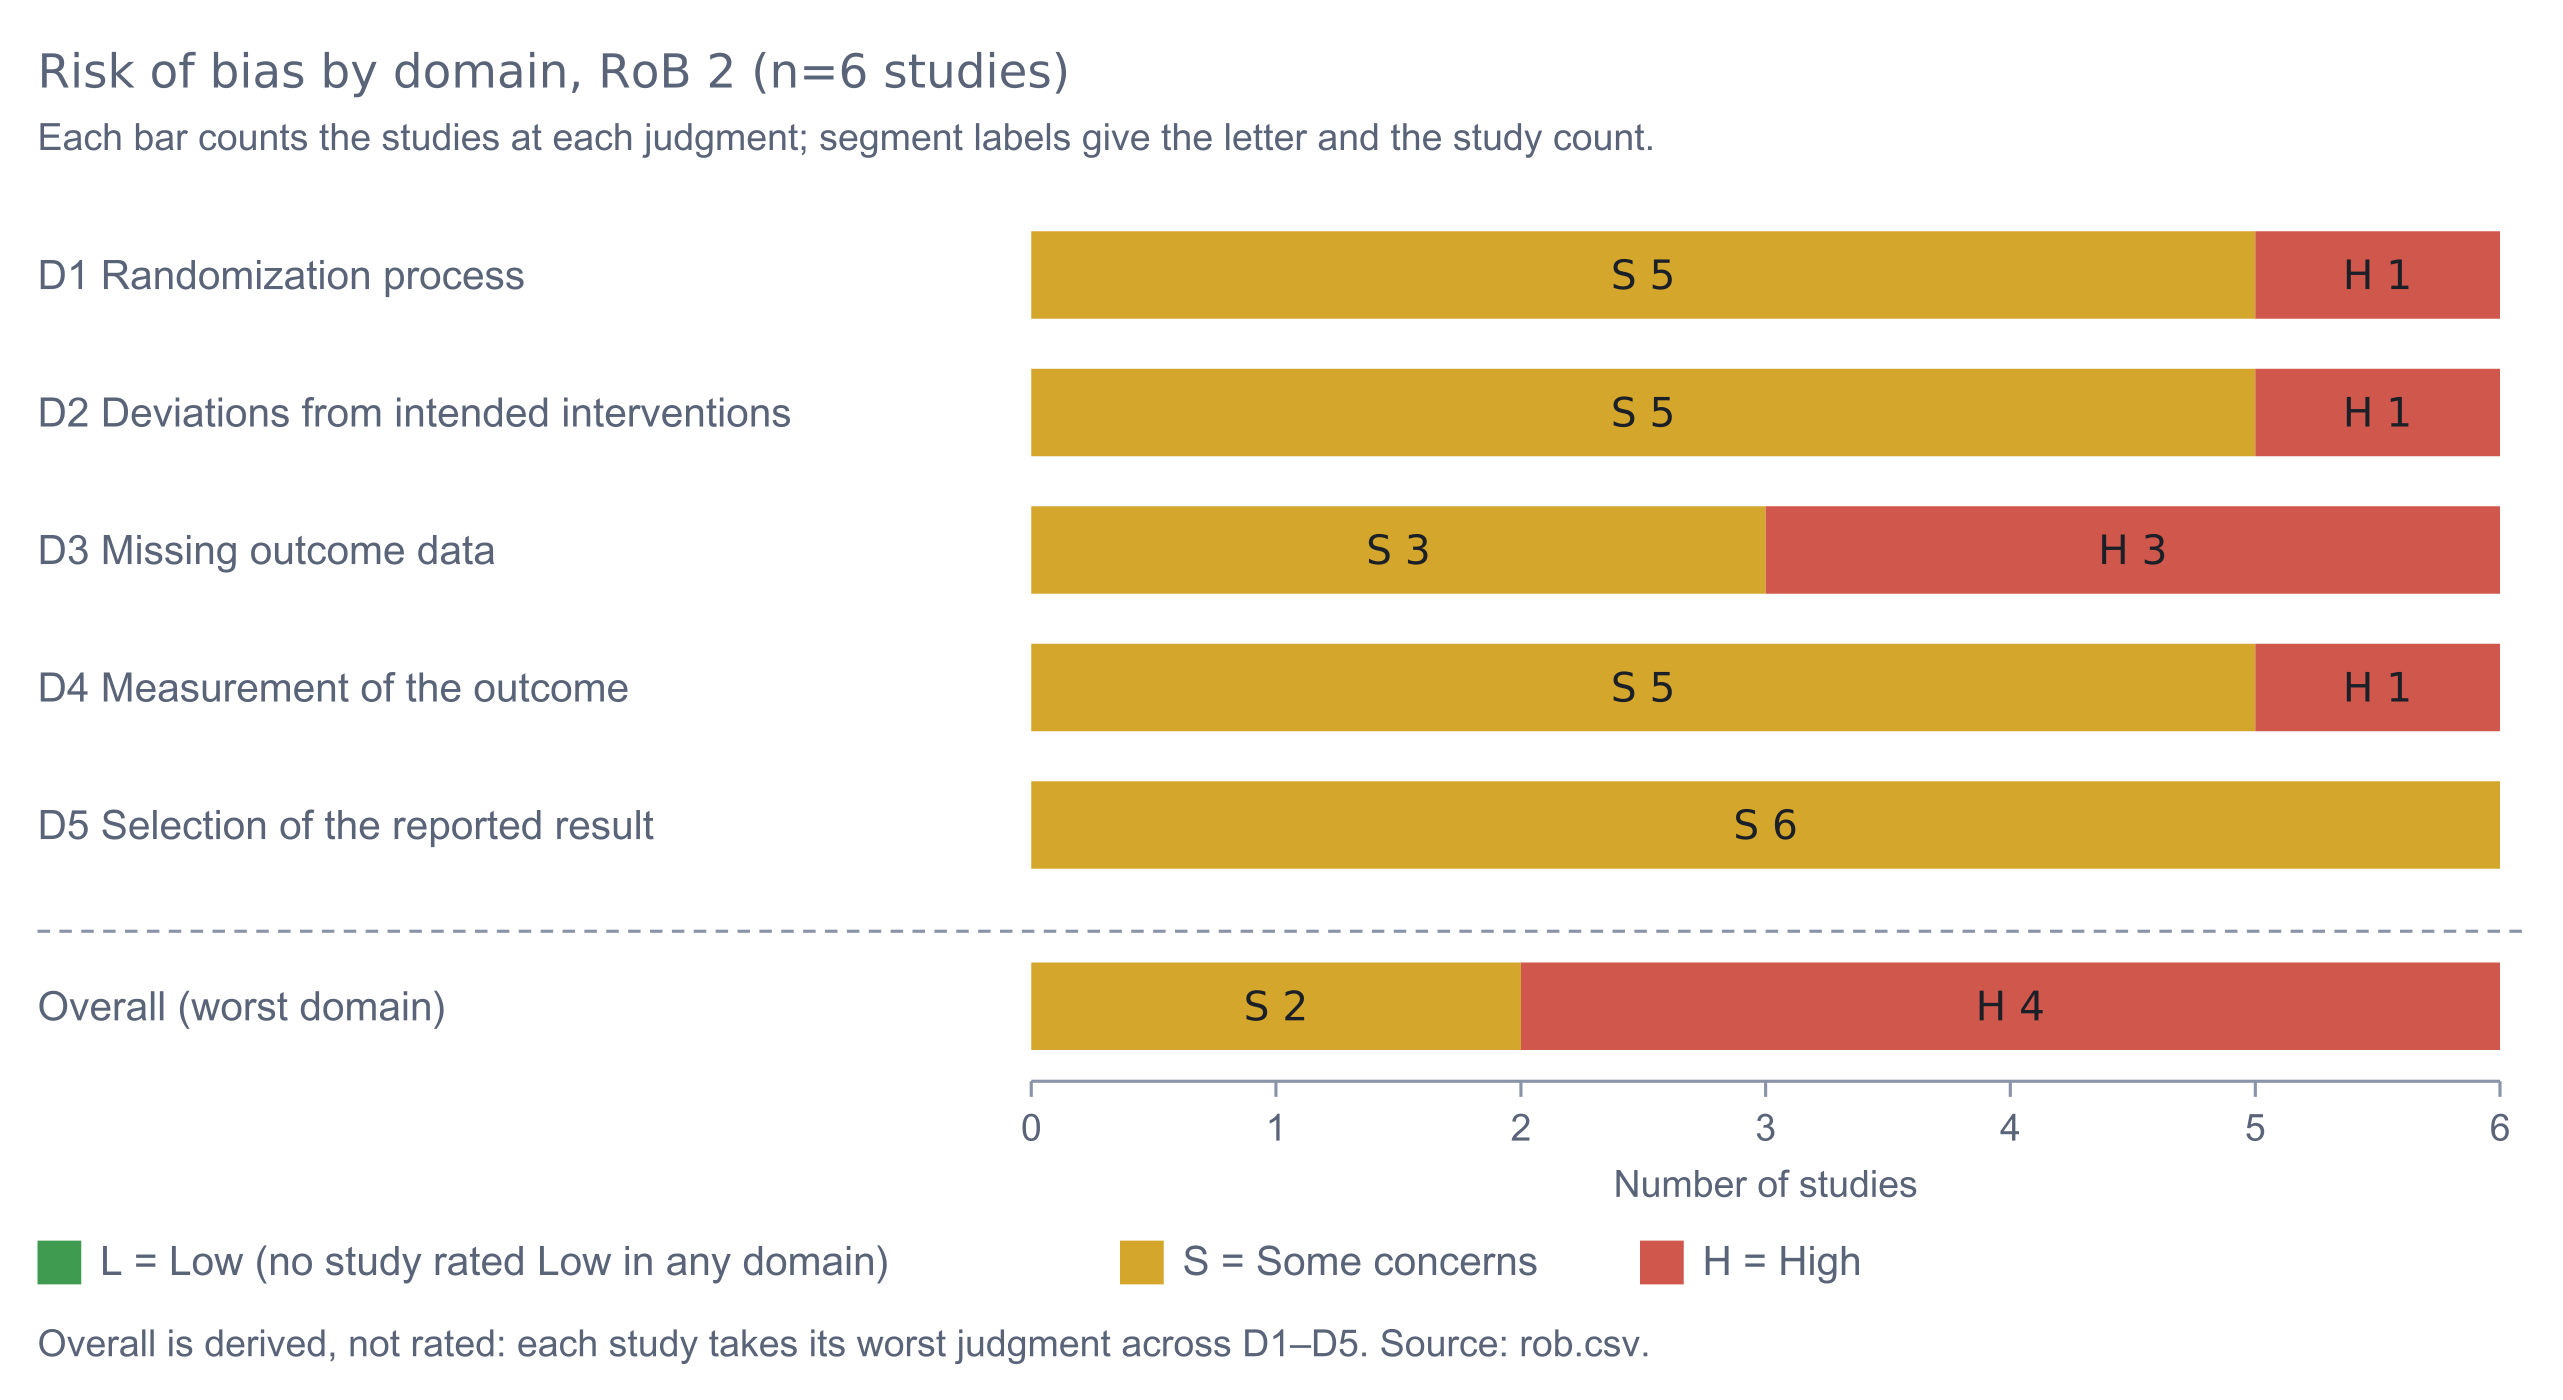 Risk of bias by domain, RoB 2 (n=6 studies)
Each bar counts the studies at each judgment; segment labels give the letter and the study count.
D1 Randomization process S 5 H 1
D2 Deviations from intended interventions S 5 H 1
D3 Missing outcome data S 3 H 3
D4 Measurement of the outcome S 5 H 1
D5 Selection of the reported result S 6
Overall (worst domain) S 2 H 4
0 1 2 3 4 5 6
Number of studies
L = Low (no study rated Low in any domain) S = Some concerns H = High
Overall is derived, not rated: each study takes its worst judgment across D1–D5. Source: rob.csv.